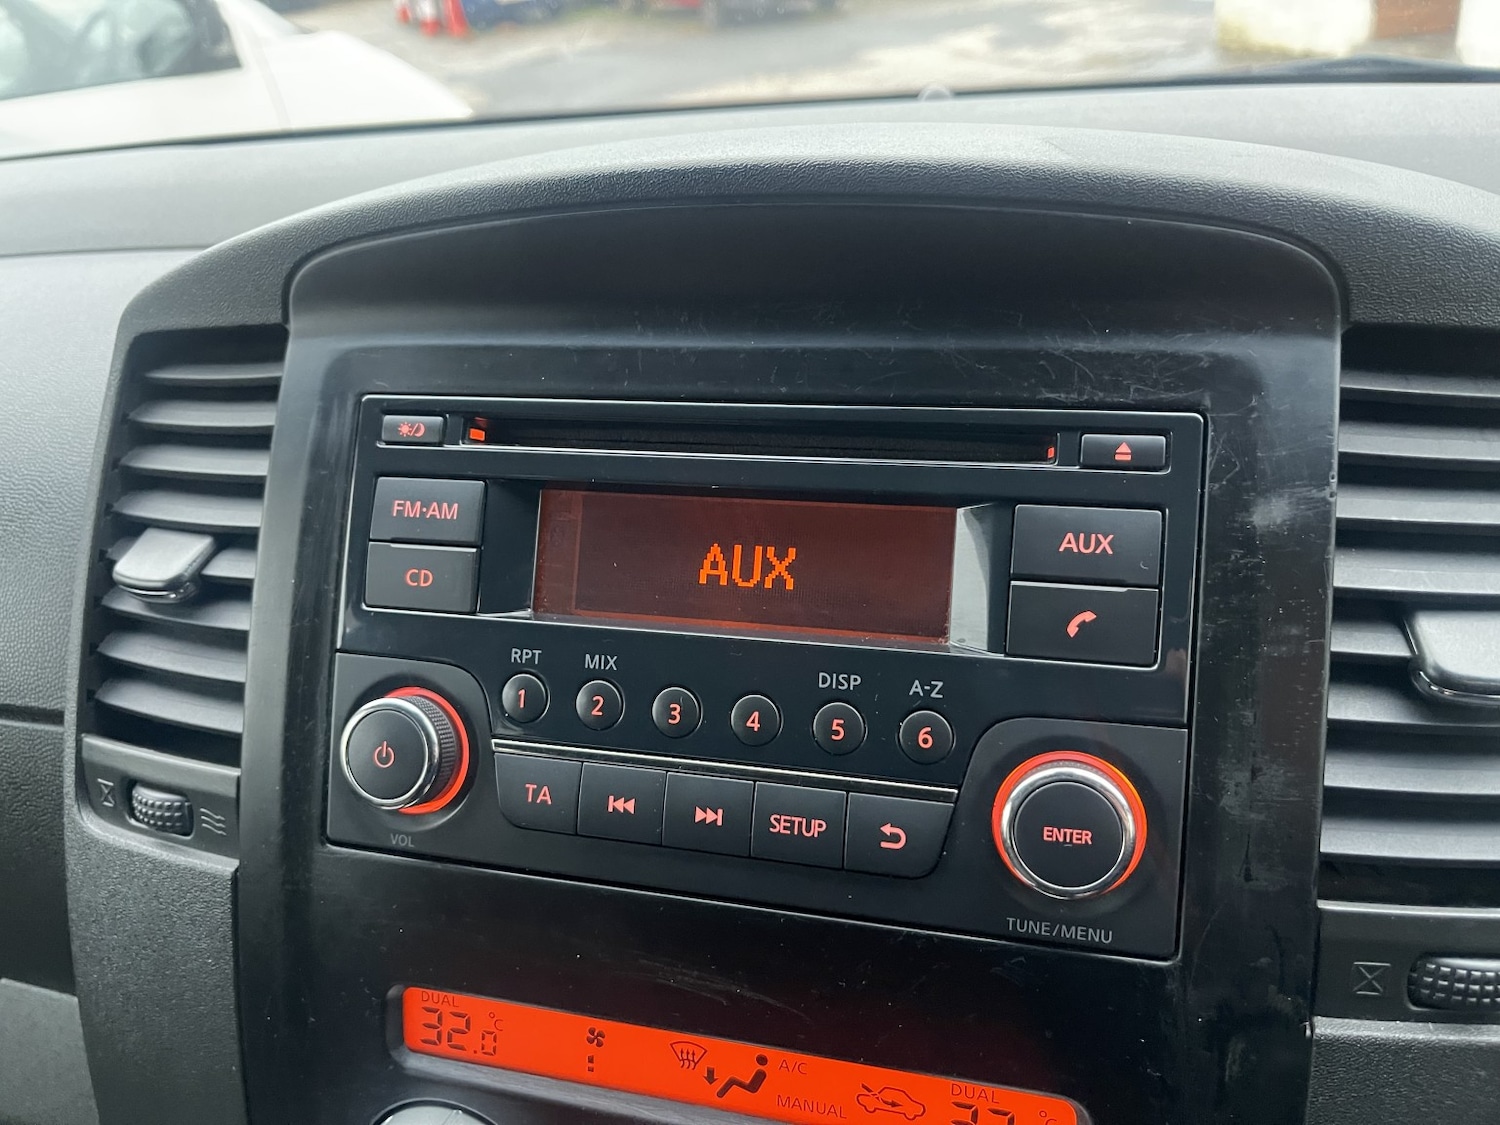 FM·AM
CD
AUX
AUX
RPT
MIX
DISP
A-Z
1
2
3
4
5
6
VOL
TA
SETUP
ENTER
TUNE/MENU
DUAL
32.0 °C
A/C
MANUAL
DUAL
°C